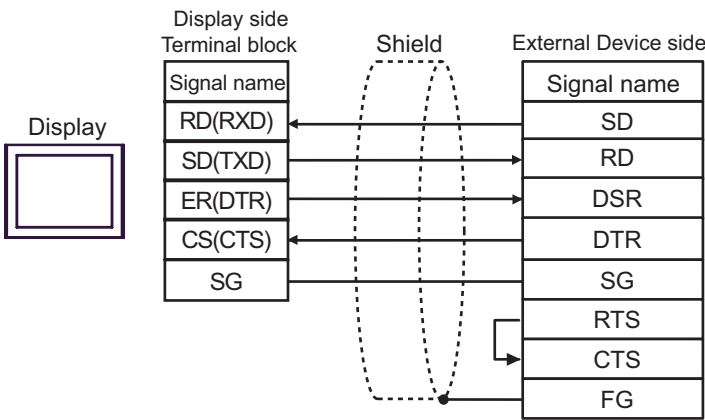 Display side
Terminal block
Shield
External Device side
Signal name
Signal name
Display
RD(RXD)
SD
SD(TXD)
RD
ER(DTR)
DSR
CS(CTS)
DTR
SG
SG
RTS
CTS
FG